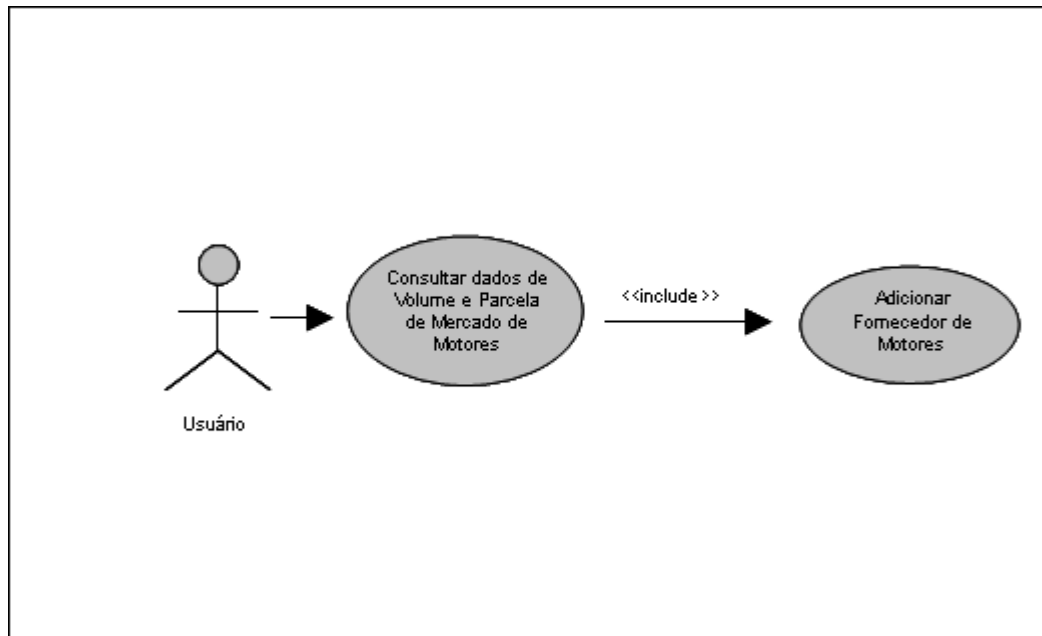 Consultar dados de
Volume e Parcela
de Mercado de
Motores
<<include>>
Adicionar
Fornecedor de
Motores
Usuário